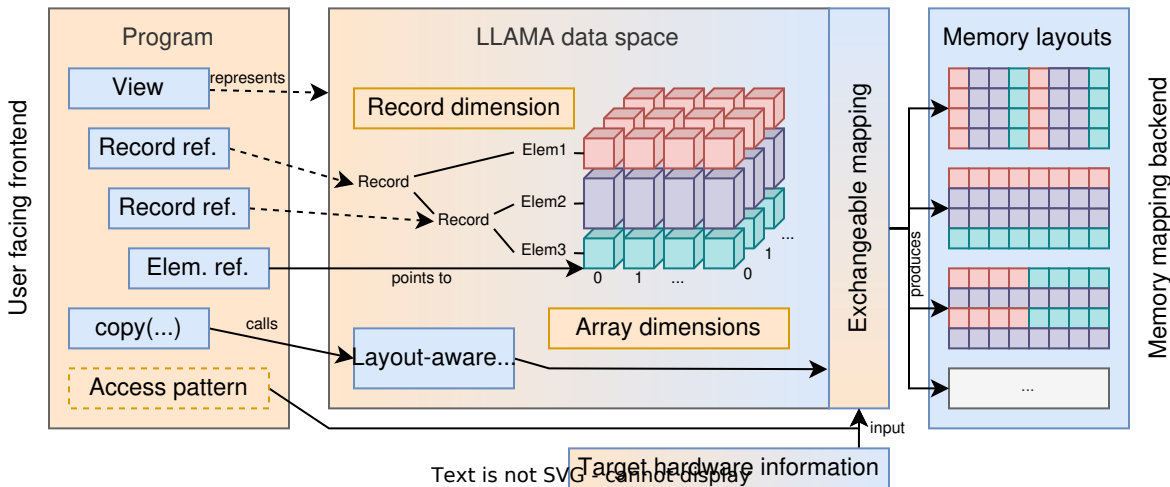 Program
LLAMA data space
Memory layouts
View
represents
Record dimension
Record ref.
Elem1
Record
Record ref.
Record
Elem2
Elem3
Elem. ref.
points to
0
1
...
0
1
...
copy(...)
calls
Array dimensions
Layout-aware...
Access pattern
input
Exchangeable mapping
produces
...
User facing frontend
Memory mapping backend
Target hardware information
Text is not SVG - cannot display